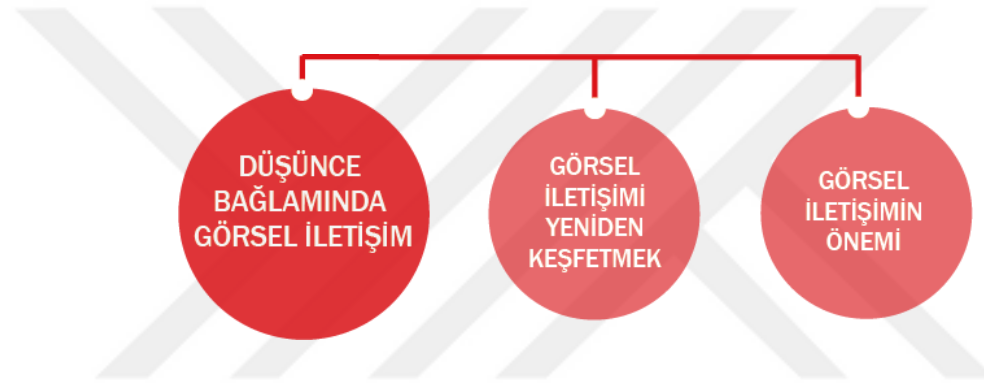 DÜŞÜNCE
BAĞLAMINDA
GÖRSEL İLETİŞİM
GÖRSEL
İLETİŞİMİ
YENİDEN
KEŞFETMEK
GÖRSEL
İLETİŞİMİN
ÖNEMİ